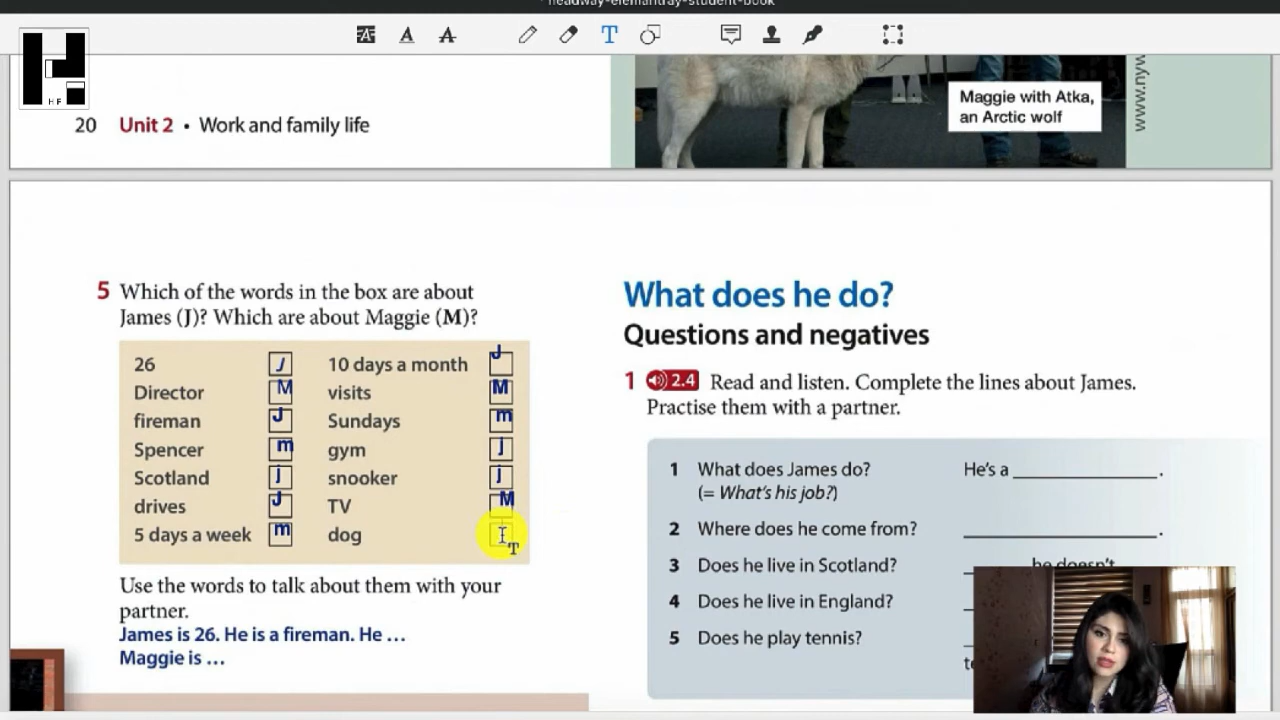 headway-elemantray-student-book
HF
20 Unit 2 • Work and family life
Maggie with Atka,
an Arctic wolf
5 Which of the words in the box are about
James (J)? Which are about Maggie (M)?
26 J 10 days a month J
Director M visits M
fireman J Sundays m
Spencer m gym j
Scotland j snooker j
drives J TV M
5 days a week m dog
Use the words to talk about them with your
partner.
James is 26. He is a fireman. He …
Maggie is …
What does he do?
Questions and negatives
1 2.4 Read and listen. Complete the lines about James.
Practise them with a partner.
1 What does James do? He's a ____________.
(= What's his job?)
2 Where does he come from? ____________.
3 Does he live in Scotland? he doesn't
4 Does he live in England?
5 Does he play tennis?